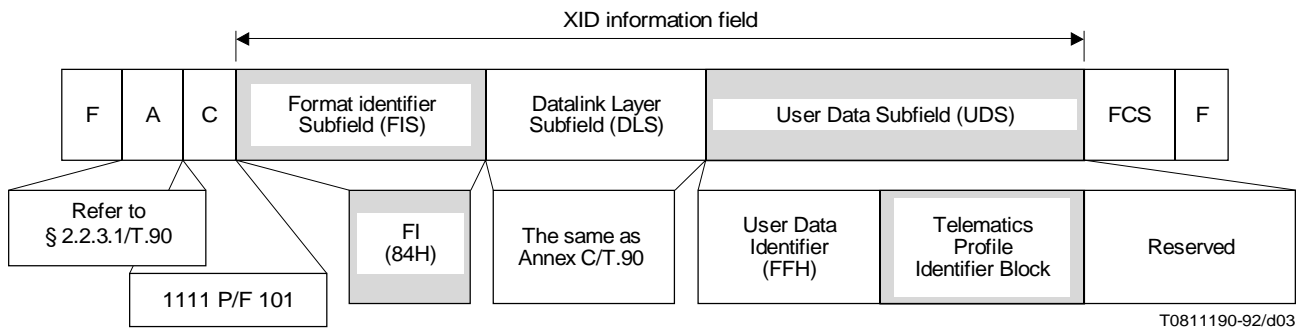 XID information field
F
A
C
Format identifier
Subfield (FIS)
Datalink Layer
Subfield (DLS)
User Data Subfield (UDS)
FCS
F
Refer to
§ 2.2.3.1/T.90
1111 P/F 101
FI
(84H)
The same as
Annex C/T.90
User Data
Identifier
(FFH)
Telematics
Profile
Identifier Block
Reserved
T0811190-92/d03